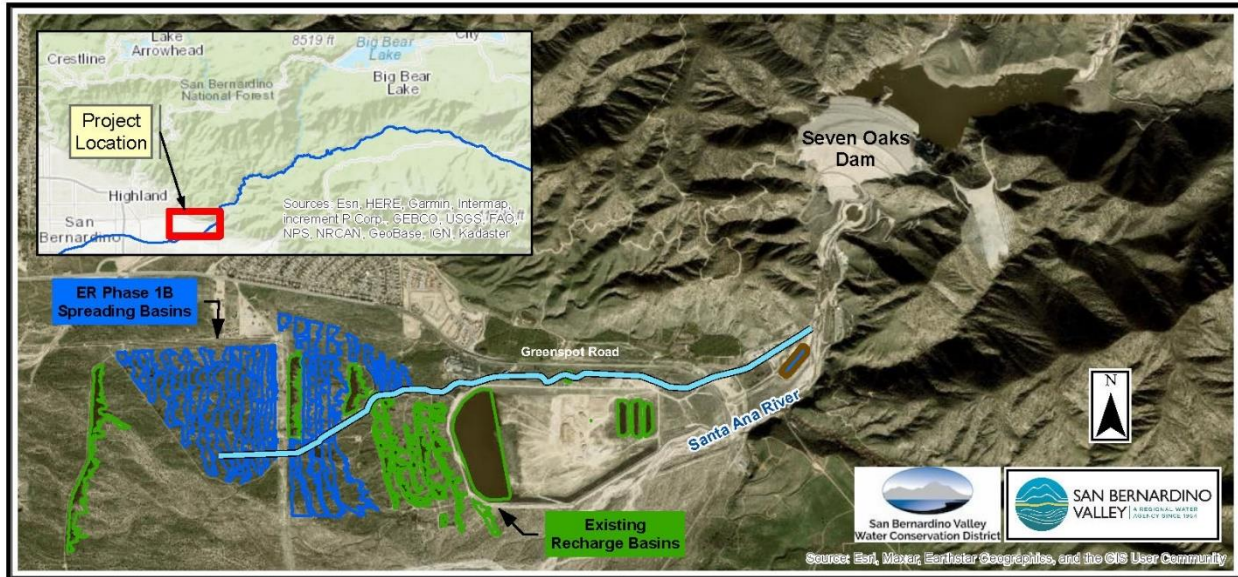 Lake
Arrowhead
8519 ft
Big Bear
Lake
City
Crestline
San Bernardino
National Forest
Big Bear
Lake
Project
Location
Highland
San
Bernardino
Sources: Esri, HERE, Garmin, Intermap,
increment P Corp., GEBCO, USGS, FAO,
NPS, NRCAN, GeoBase, IGN, Kadaster
ft
Seven Oaks
Dam
ER Phase 1B
Spreading Basins
Greenspot Road
Santa Ana River
N
Existing
Recharge Basins
San Bernardino Valley
Water Conservation District
SAN BERNARDINO
VALLEY
A REGIONAL WATER
AGENCY SINCE 1954
Source: Esri, Maxar, Earthstar Geographics, and the GIS User Community